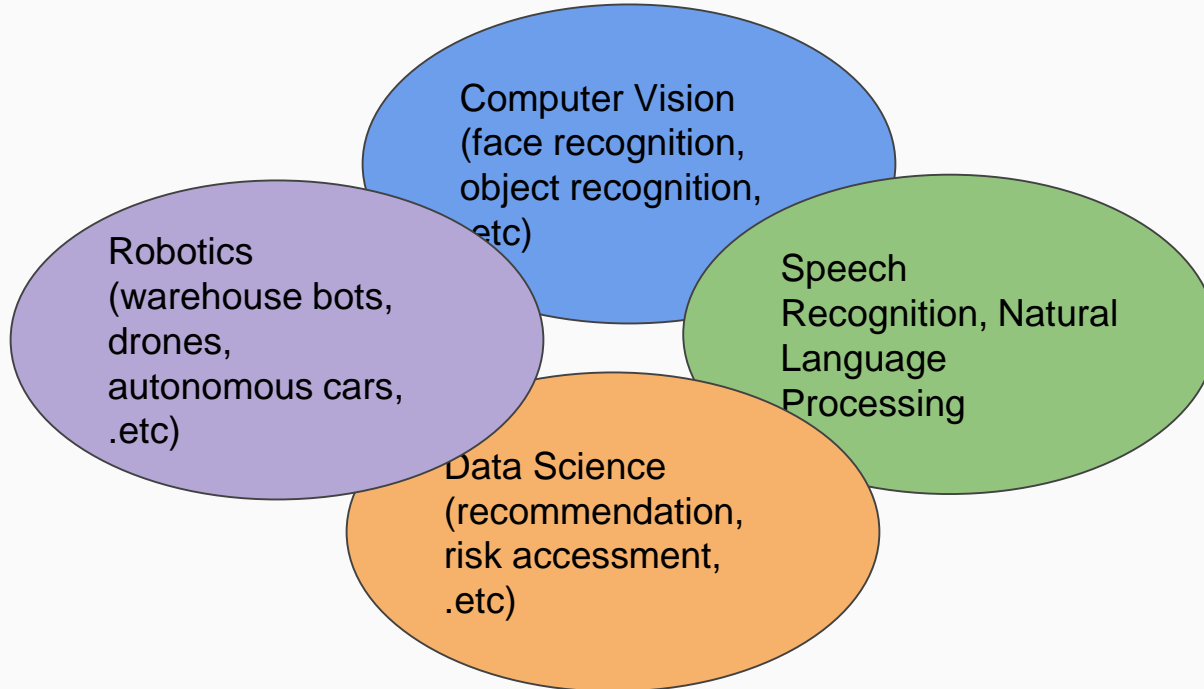 Computer Vision
(face recognition,
object recognition,
.etc)
Robotics
(warehouse bots,
drones,
autonomous cars,
.etc)
Speech
Recognition, Natural
Language
Processing
Data Science
(recommendation,
risk accessment,
.etc)